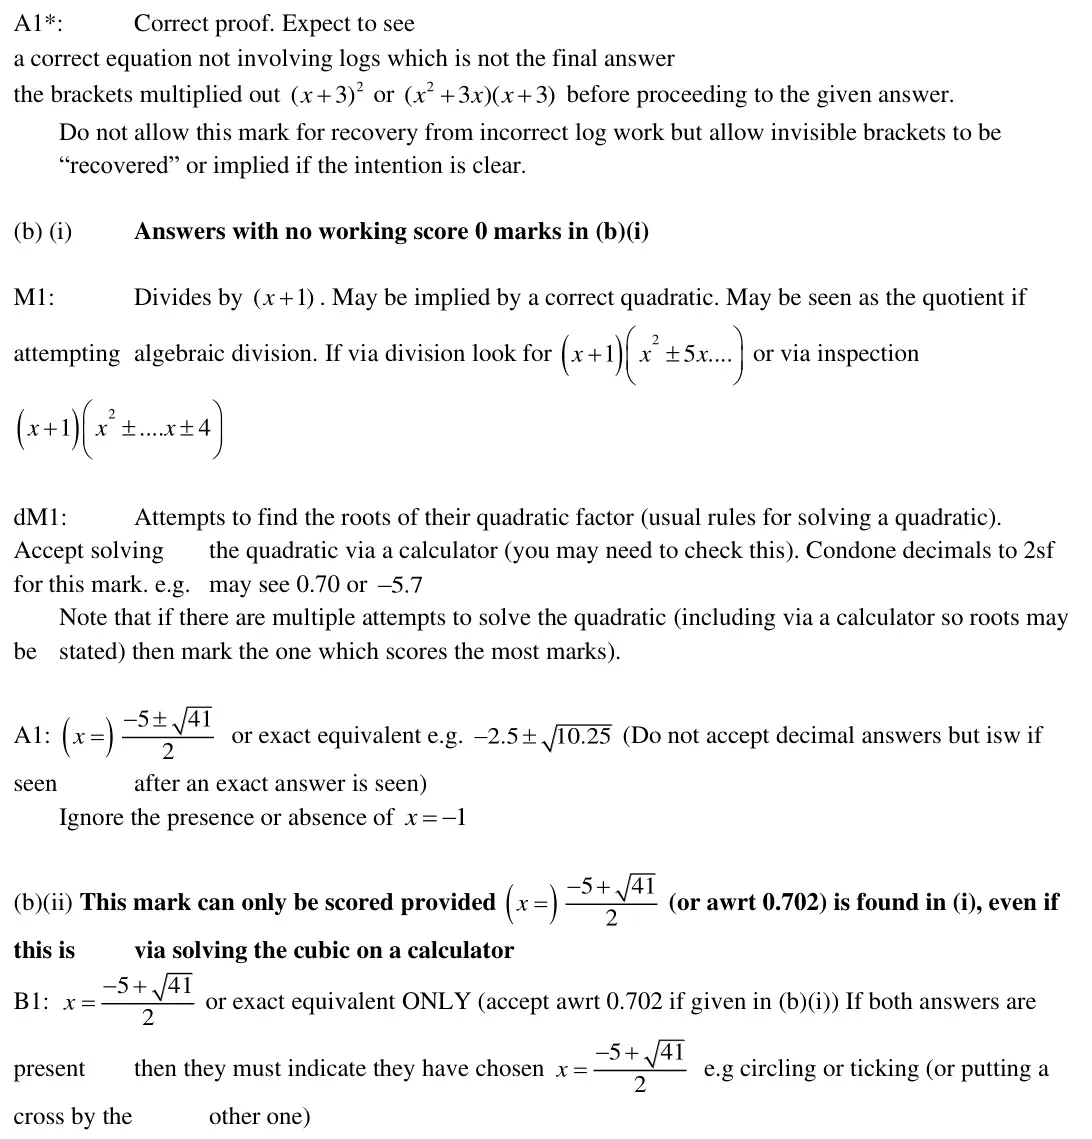 A1*: Correct proof. Expect to see
a correct equation not involving logs which is not the final answer
the brackets multiplied out (x+3)² or (x²+3x)(x+3) before proceeding to the given answer.
Do not allow this mark for recovery from incorrect log work but allow invisible brackets to be
“recovered” or implied if the intention is clear.
(b) (i) Answers with no working score 0 marks in (b)(i)
M1: Divides by (x+1). May be implied by a correct quadratic. May be seen as the quotient if
attempting algebraic division. If via division look for (x+1)(x²±5x....) or via inspection
(x+1)(x²±....x±4)
dM1: Attempts to find the roots of their quadratic factor (usual rules for solving a quadratic).
Accept solving the quadratic via a calculator (you may need to check this). Condone decimals to 2sf
for this mark. e.g. may see 0.70 or −5.7
Note that if there are multiple attempts to solve the quadratic (including via a calculator so roots may
be stated) then mark the one which scores the most marks).
A1: (x=) (−5±√41)/2 or exact equivalent e.g. −2.5±√10.25 (Do not accept decimal answers but isw if
seen after an exact answer is seen)
Ignore the presence or absence of x=−1
(b)(ii) This mark can only be scored provided (x=) (−5+√41)/2 (or awrt 0.702) is found in (i), even if
this is via solving the cubic on a calculator
B1: x = (−5+√41)/2 or exact equivalent ONLY (accept awrt 0.702 if given in (b)(i)) If both answers are
present then they must indicate they have chosen x = (−5+√41)/2 e.g circling or ticking (or putting a
cross by the other one)